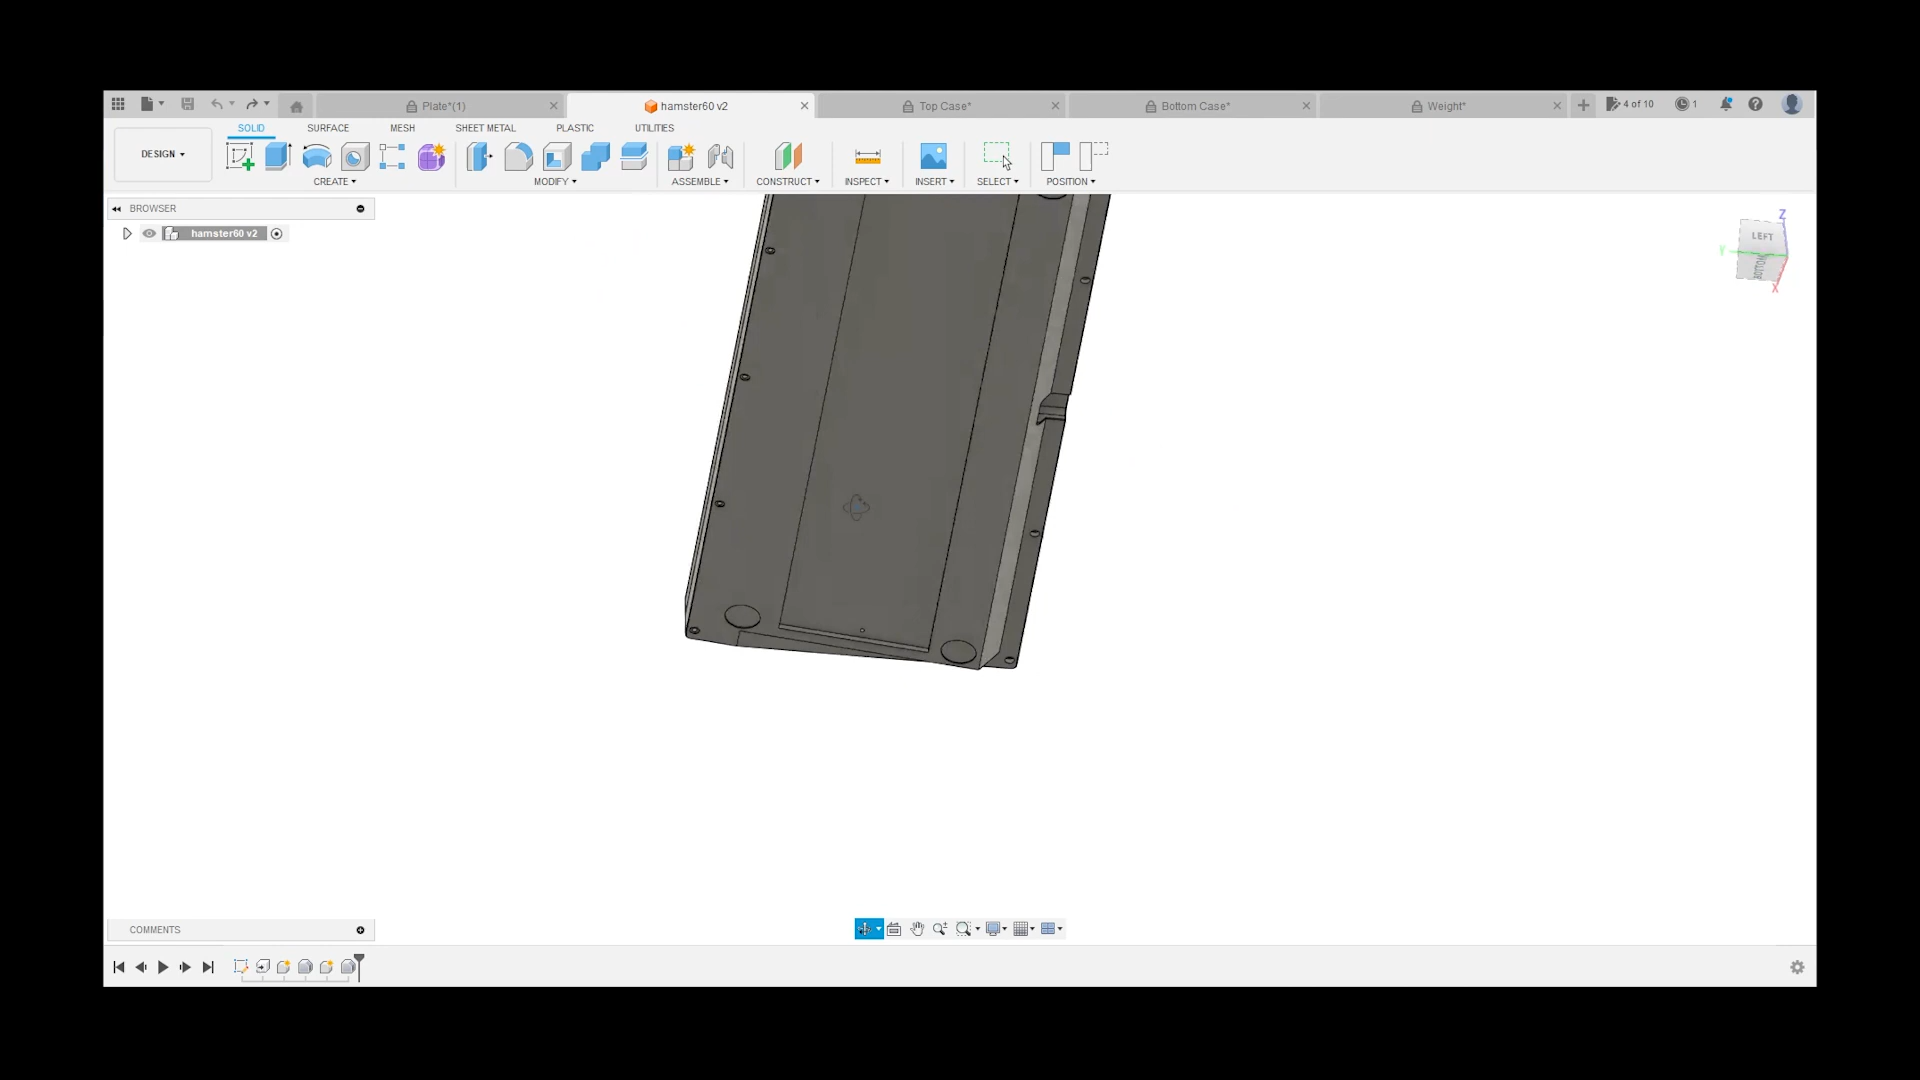 Plate*(1)
hamster60 v2
Top Case*
Bottom Case*
Weight*
4 of 10
1
DESIGN
SOLID
SURFACE
MESH
SHEET METAL
PLASTIC
UTILITIES
CREATE
MODIFY
ASSEMBLE
CONSTRUCT
INSPECT
INSERT
SELECT
POSITION
BROWSER
hamster60 v2
Z
LEFT
Y
BOTTOM
X
COMMENTS